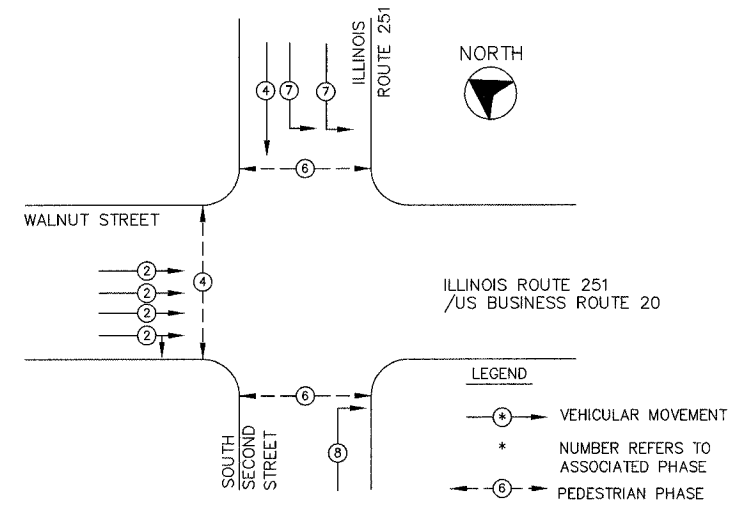 ILLINOIS
ROUTE 251
NORTH
4
7
7
6
WALNUT STREET
2
2
2
2
4
ILLINOIS ROUTE 251
/US BUSINESS ROUTE 20
6
8
SOUTH
SECOND
STREET
LEGEND
* VEHICULAR MOVEMENT
* NUMBER REFERS TO
ASSOCIATED PHASE
6 PEDESTRIAN PHASE